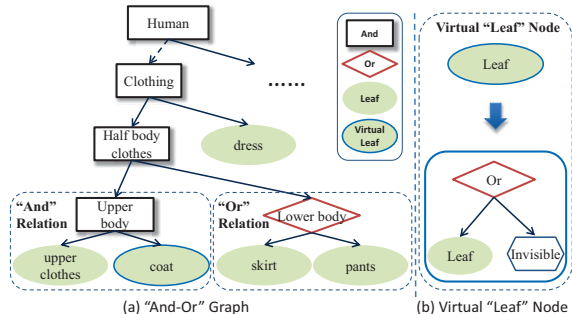 Human
Clothing
......
Half body
clothes
dress
"And"
Relation
Upper
body
upper
clothes
coat
"Or"
Relation
Lower body
skirt
pants
(a) "And-Or" Graph
And
Or
Leaf
Virtual
Leaf
Virtual "Leaf" Node
Leaf
Or
Leaf
Invisible
(b) Virtual "Leaf" Node